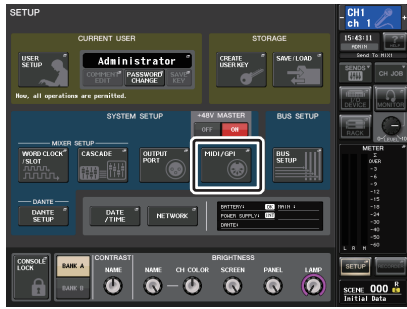 SETUP
CURRENT USER
STORAGE
USER SETUP
Administrator
COMMENT EDIT
PASSWORD CHANGE
SAVE KEY
Now, all operations are permitted.
CREATE USER KEY
SAVE/LOAD
SYSTEM SETUP
+48V MASTER
OFF
ON
BUS SETUP
MIXER SETUP
WORD CLOCK /SLOT
CASCADE
OUTPUT PORT
MIDI/GPI
BUS SETUP
DANTE
DANTE SETUP
DATE /TIME
NETWORK
BATTERY: OK MAIN :
POWER SUPPLY: INT
DANTE:
CONSOLE LOCK
BANK A
BANK B
CONTRAST
NAME
BRIGHTNESS
NAME
CH COLOR
SCREEN
PANEL
LAMP
CH1
ch 1
15:43:11
ADMIN
HELP
Send To MIX1
SENDS
CH JOB
I/O DEVICE
MONITOR
RACK
METER
Σ
OVER
-3
-6
-9
-12
-15
-18
-24
-30
-40
-50
-60
L R M
SETUP
RECORDER
SCENE 000 R
Initial Data